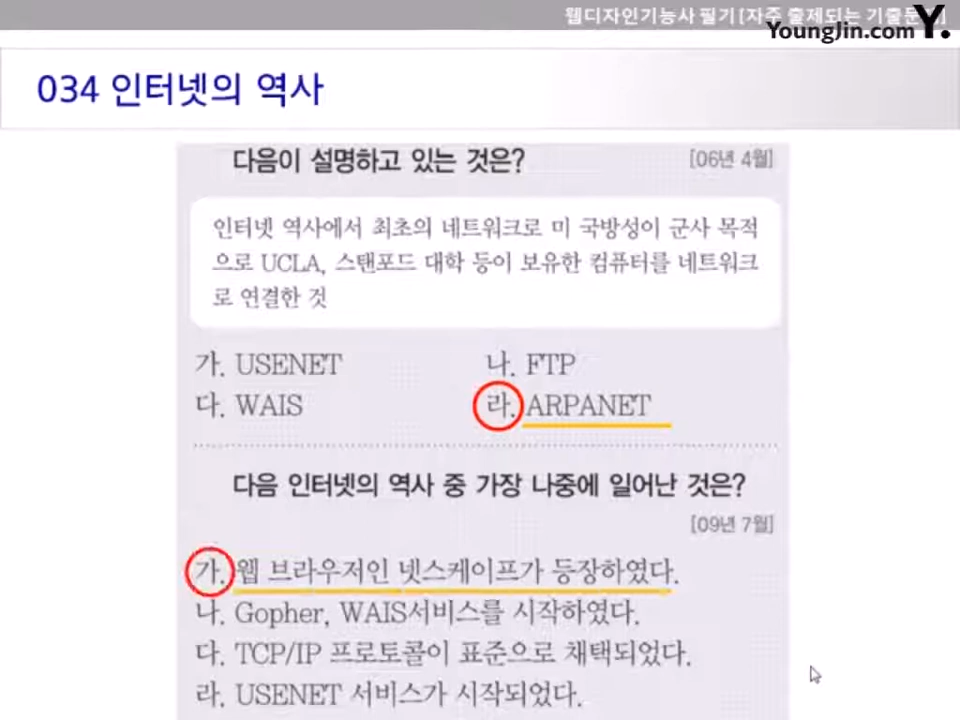 웹디자인기능사 필기 [자주 출제되는 기출문제]
YoungJin.com Y.
034 인터넷의 역사
다음이 설명하고 있는 것은? [06년 4월]
인터넷 역사에서 최초의 네트워크로 미 국방성이 군사 목적
으로 UCLA, 스탠포드 대학 등이 보유한 컴퓨터를 네트워크
로 연결한 것
가. USENET 나. FTP
다. WAIS 라. ARPANET
다음 인터넷의 역사 중 가장 나중에 일어난 것은?
[09년 7월]
가. 웹 브라우저인 넷스케이프가 등장하였다.
나. Gopher, WAIS서비스를 시작하였다.
다. TCP/IP 프로토콜이 표준으로 채택되었다.
라. USENET 서비스가 시작되었다.